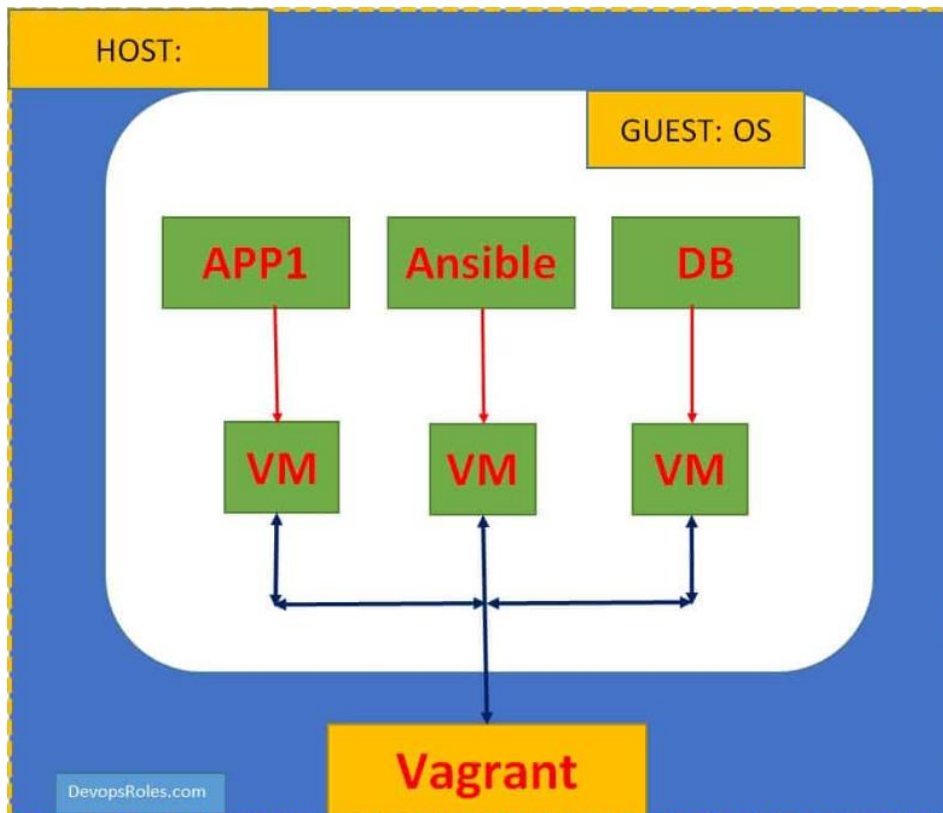 HOST:
GUEST: OS
APP1
Ansible
DB
VM
VM
VM
Vagrant
DevopsRoles.com